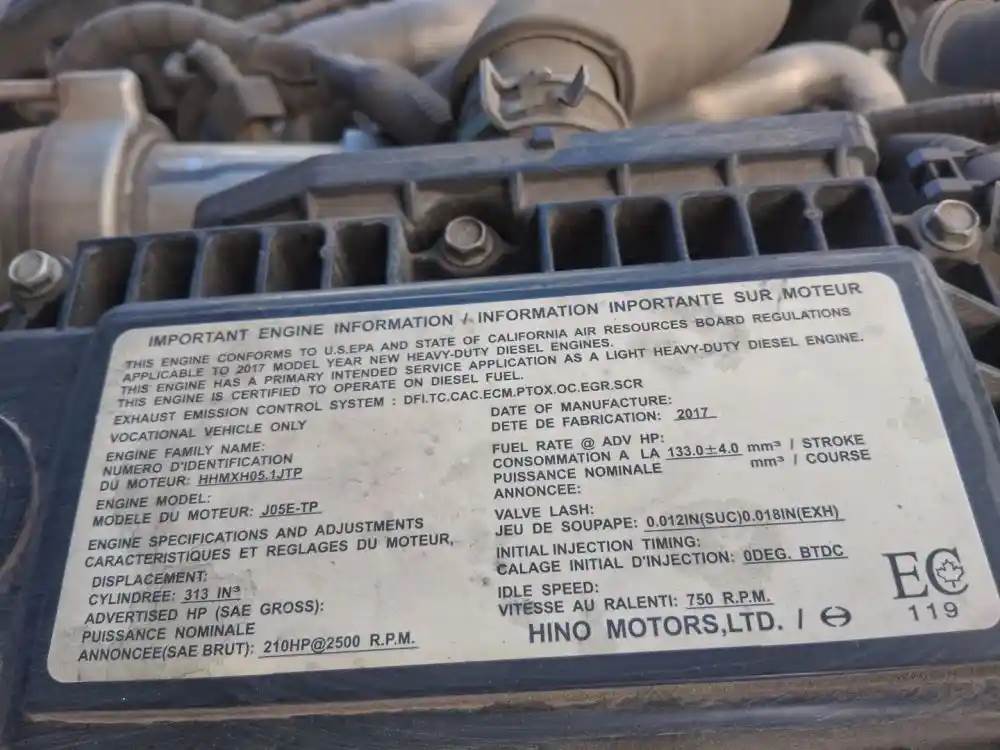 IMPORTANT ENGINE INFORMATION / INFORMATION INPORTANTE SUR MOTEUR
THIS ENGINE CONFORMS TO U.S.EPA AND STATE OF CALIFORNIA AIR RESOURCES BOARD REGULATIONS
APPLICABLE TO 2017 MODEL YEAR NEW HEAVY-DUTY DIESEL ENGINES.
THIS ENGINE HAS A PRIMARY INTENDED SERVICE APPLICATION AS A LIGHT HEAVY-DUTY DIESEL ENGINE.
THIS ENGINE IS CERTIFIED TO OPERATE ON DIESEL FUEL.
EXHAUST EMISSION CONTROL SYSTEM : DFI.TC.CAC.ECM.PTOX.OC.EGR.SCR
VOCATIONAL VEHICLE ONLY
ENGINE FAMILY NAME:
NUMERO D'IDENTIFICATION
DU MOTEUR: HHMXH05.1JTP
ENGINE MODEL:
MODELE DU MOTEUR: J05E-TP
ENGINE SPECIFICATIONS AND ADJUSTMENTS
CARACTERISTIQUES ET REGLAGES DU MOTEUR,
DISPLACEMENT:
CYLINDREE: 313 IN³
ADVERTISED HP (SAE GROSS):
PUISSANCE NOMINALE
ANNONCEE(SAE BRUT): 210HP@2500 R.P.M.
DATE OF MANUFACTURE:
DETE DE FABRICATION: 2017
FUEL RATE @ ADV HP:
CONSOMMATION A LA 133.0±4.0 mm³ / STROKE
PUISSANCE NOMINALE mm³ / COURSE
ANNONCEE:
VALVE LASH:
JEU DE SOUPAPE: 0.012IN(SUC)0.018IN(EXH)
INITIAL INJECTION TIMING:
CALAGE INITIAL D'INJECTION: 0DEG. BTDC
IDLE SPEED:
VITESSE AU RALENTI: 750 R.P.M.
HINO MOTORS,LTD. /
EC
119